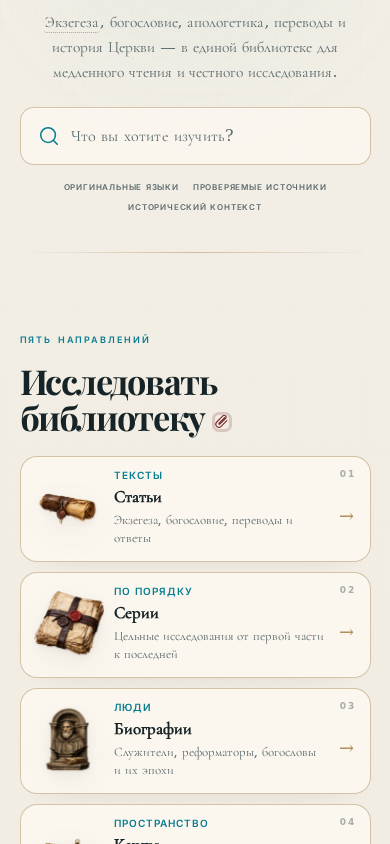 Экзегеза, богословие, апологетика, переводы и
история Церкви — в единой библиотеке для
медленного чтения и честного исследования.
Что вы хотите изучить?
ОРИГИНАЛЬНЫЕ ЯЗЫКИ ПРОВЕРЯЕМЫЕ ИСТОЧНИКИ
ИСТОРИЧЕСКИЙ КОНТЕКСТ
ПЯТЬ НАПРАВЛЕНИЙ
Исследовать
библиотеку
ТЕКСТЫ 01
Статьи
Экзегеза, богословие, переводы и
ответы
→
ПО ПОРЯДКУ 02
Серии
Цельные исследования от первой части
к последней
→
ЛЮДИ 03
Биографии
Служители, реформаторы, богословы
и их эпохи
→
ПРОСТРАНСТВО 04